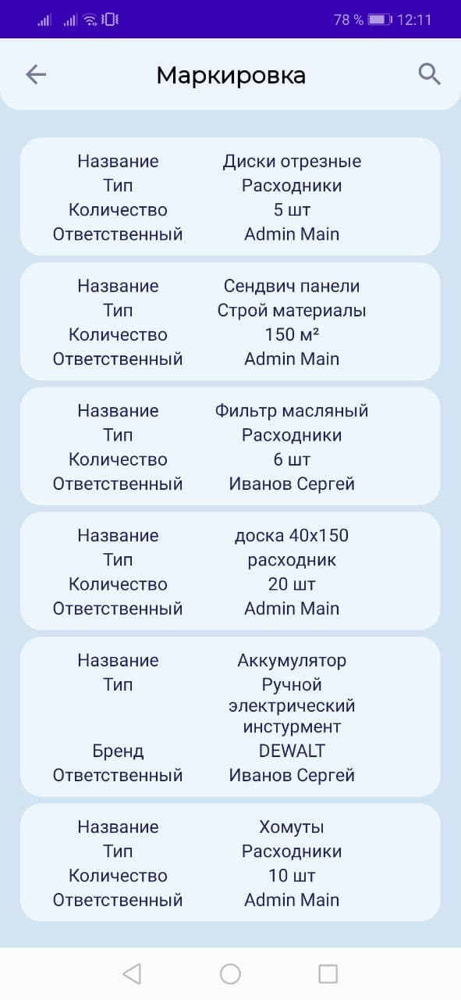 78 % 12:11
Маркировка
Название Диски отрезные
Тип Расходники
Количество 5 шт
Ответственный Admin Main
Название Сендвич панели
Тип Строй материалы
Количество 150 м²
Ответственный Admin Main
Название Фильтр масляный
Тип Расходники
Количество 6 шт
Ответственный Иванов Сергей
Название доска 40х150
Тип расходник
Количество 20 шт
Ответственный Admin Main
Название Аккумулятор
Тип Ручной
электрический
инстурмент
Бренд DEWALT
Ответственный Иванов Сергей
Название Хомуты
Тип Расходники
Количество 10 шт
Ответственный Admin Main